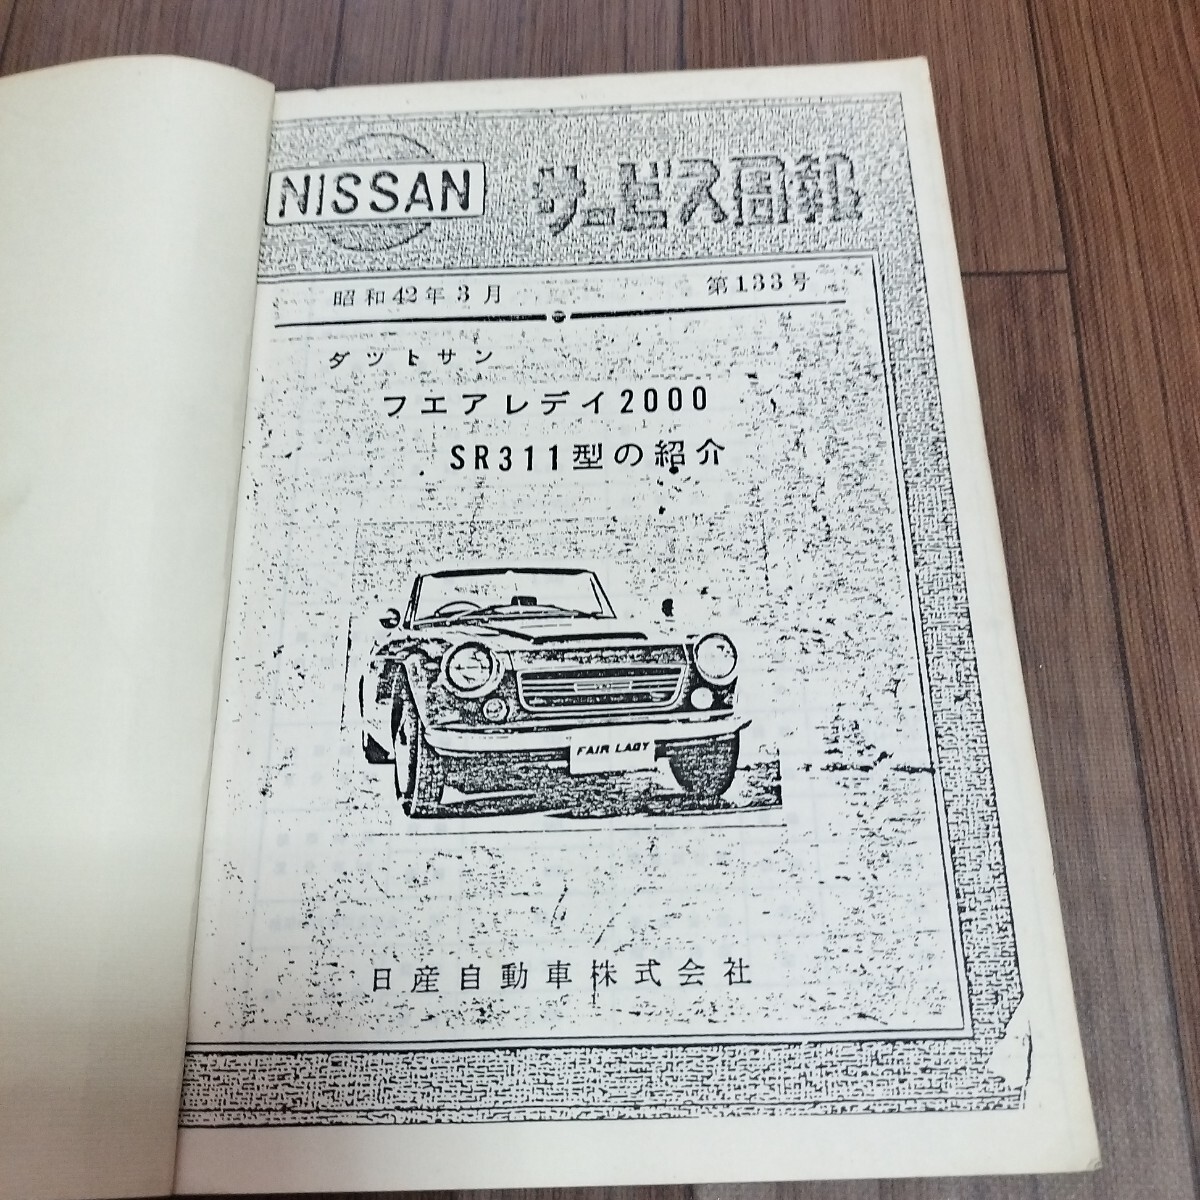 NISSAN サービス周報
昭和42年3月 第133号
ダツトサン
フエアレデイ2000
SR311型の紹介
FAIR LADY
日産自動車株式会社